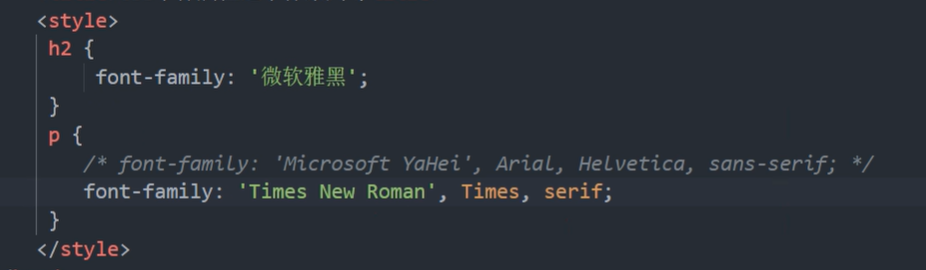 <style>
h2 {
font-family: '微软雅黑';
}
p {
/* font-family: 'Microsoft YaHei', Arial, Helvetica, sans-serif; */
font-family: 'Times New Roman', Times, serif;
}
</style>